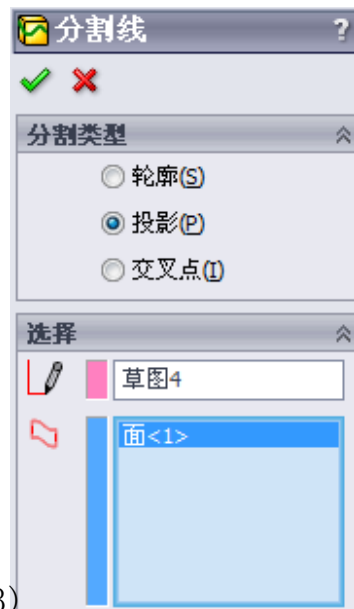 分割线 ?
分割类型
轮廓(S)
投影(P)
交叉点(I)
选择
草图4
面<1>
3)